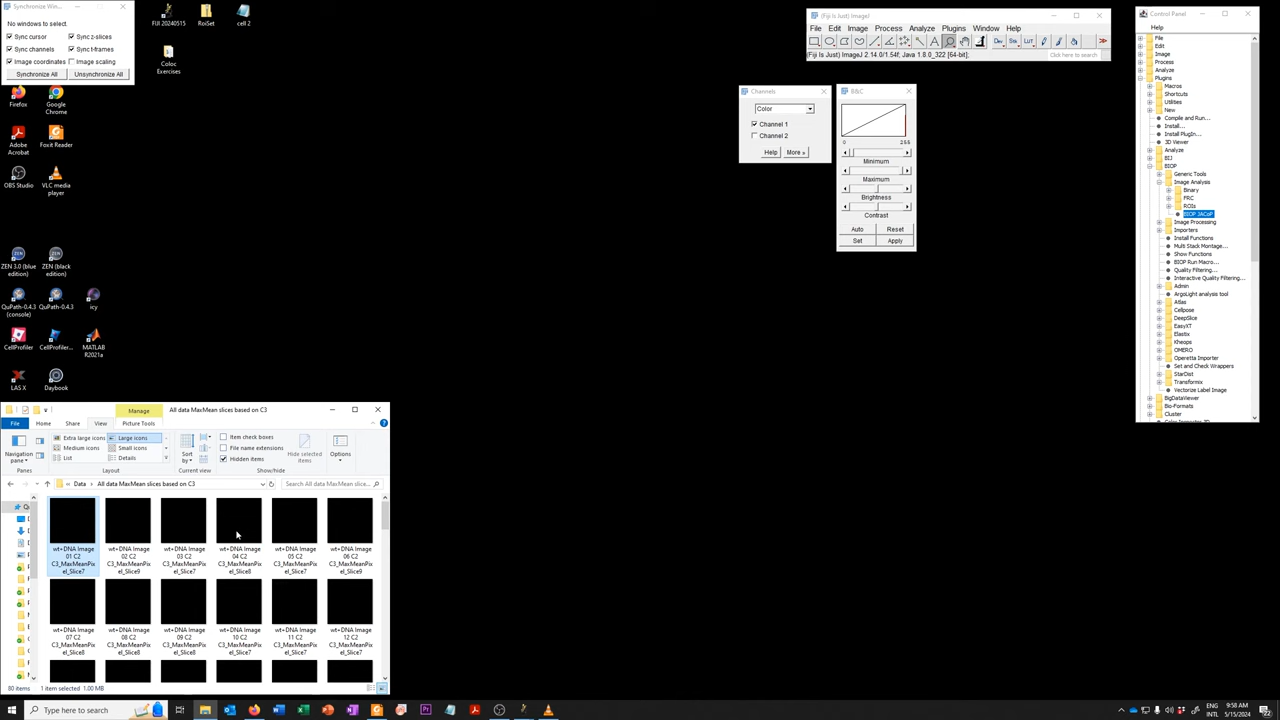 Synchronize Win...
No windows to select.
Sync cursor
Sync z-slices
Sync channels
Sync t-frames
Image coordinates
Image scaling
Synchronize All
Unsynchronize All
FIJI 20240515
RoiSet
cell 2
Coloc
Exercises
Firefox
Google
Chrome
Adobe
Acrobat
Foxit Reader
OBS Studio
VLC media
player
ZEN 3.0 (blue
edition)
ZEN (black
edition)
QuPath-0.4.3
(console)
QuPath-0.4.3
icy
CellProfiler
CellProfiler...
MATLAB
R2021a
LAS X
Daybook
(Fiji Is Just) ImageJ
File
Edit
Image
Process
Analyze
Plugins
Window
Help
Dev
Stk
LUT
(Fiji Is Just) ImageJ 2.14.0/1.54f; Java 1.8.0_322 [64-bit];
Click here to search
Channels
Color
Channel 1
Channel 2
Help
More »
B&C
0
255
Minimum
Maximum
Brightness
Contrast
Auto
Reset
Set
Apply
Control Panel
Help
File
Edit
Image
Process
Analyze
Plugins
Macros
Shortcuts
Utilities
New
Compile and Run...
Install...
Install PlugIn...
3D Viewer
Analyze
BIJ
BIOP
Generic Tools
Image Analysis
Binary
FRC
ROIs
BIOP JACoP
Image Processing
Importers
Install Functions
Multi Stack Montage...
Show Functions
BIOP Run Macro...
Quality Filtering...
Interactive Quality Filtering...
Admin
ArgoLight analysis tool
Atlas
Cellpose
DeepSlice
EasyXT
Elastix
Kheops
OMERO
Operetta Importer
Set and Check Wrappers
StarDist
Transformix
Vectorize Label Image
BigDataViewer
Bio-Formats
Cluster
Manage
All data MaxMean slices based on C3
File
Home
Share
View
Picture Tools
Navigation
pane
Extra large icons
Large icons
Medium icons
Small icons
List
Details
Sort
by
Item check boxes
File name extensions
Hidden items
Hide selected
items
Options
Panes
Layout
Current view
Show/hide
Data
All data MaxMean slices based on C3
Search All data MaxMean slice...
wt+DNA Image
01 C2
C3_MaxMeanPix
el_Slice7
wt+DNA Image
02 C2
C3_MaxMeanPix
el_Slice9
wt+DNA Image
03 C2
C3_MaxMeanPix
el_Slice7
wt+DNA Image
04 C2
C3_MaxMeanPix
el_Slice8
wt+DNA Image
05 C2
C3_MaxMeanPix
el_Slice7
wt+DNA Image
06 C2
C3_MaxMeanPix
el_Slice9
wt+DNA Image
07 C2
C3_MaxMeanPix
el_Slice8
wt+DNA Image
08 C2
C3_MaxMeanPix
el_Slice8
wt+DNA Image
09 C2
C3_MaxMeanPix
el_Slice8
wt+DNA Image
10 C2
C3_MaxMeanPix
el_Slice7
wt+DNA Image
11 C2
C3_MaxMeanPix
el_Slice7
wt+DNA Image
12 C2
C3_MaxMeanPix
el_Slice8
80 items
1 item selected 1.00 MB
Type here to search
ENG
INTL
9:58 AM
5/15/2024
22